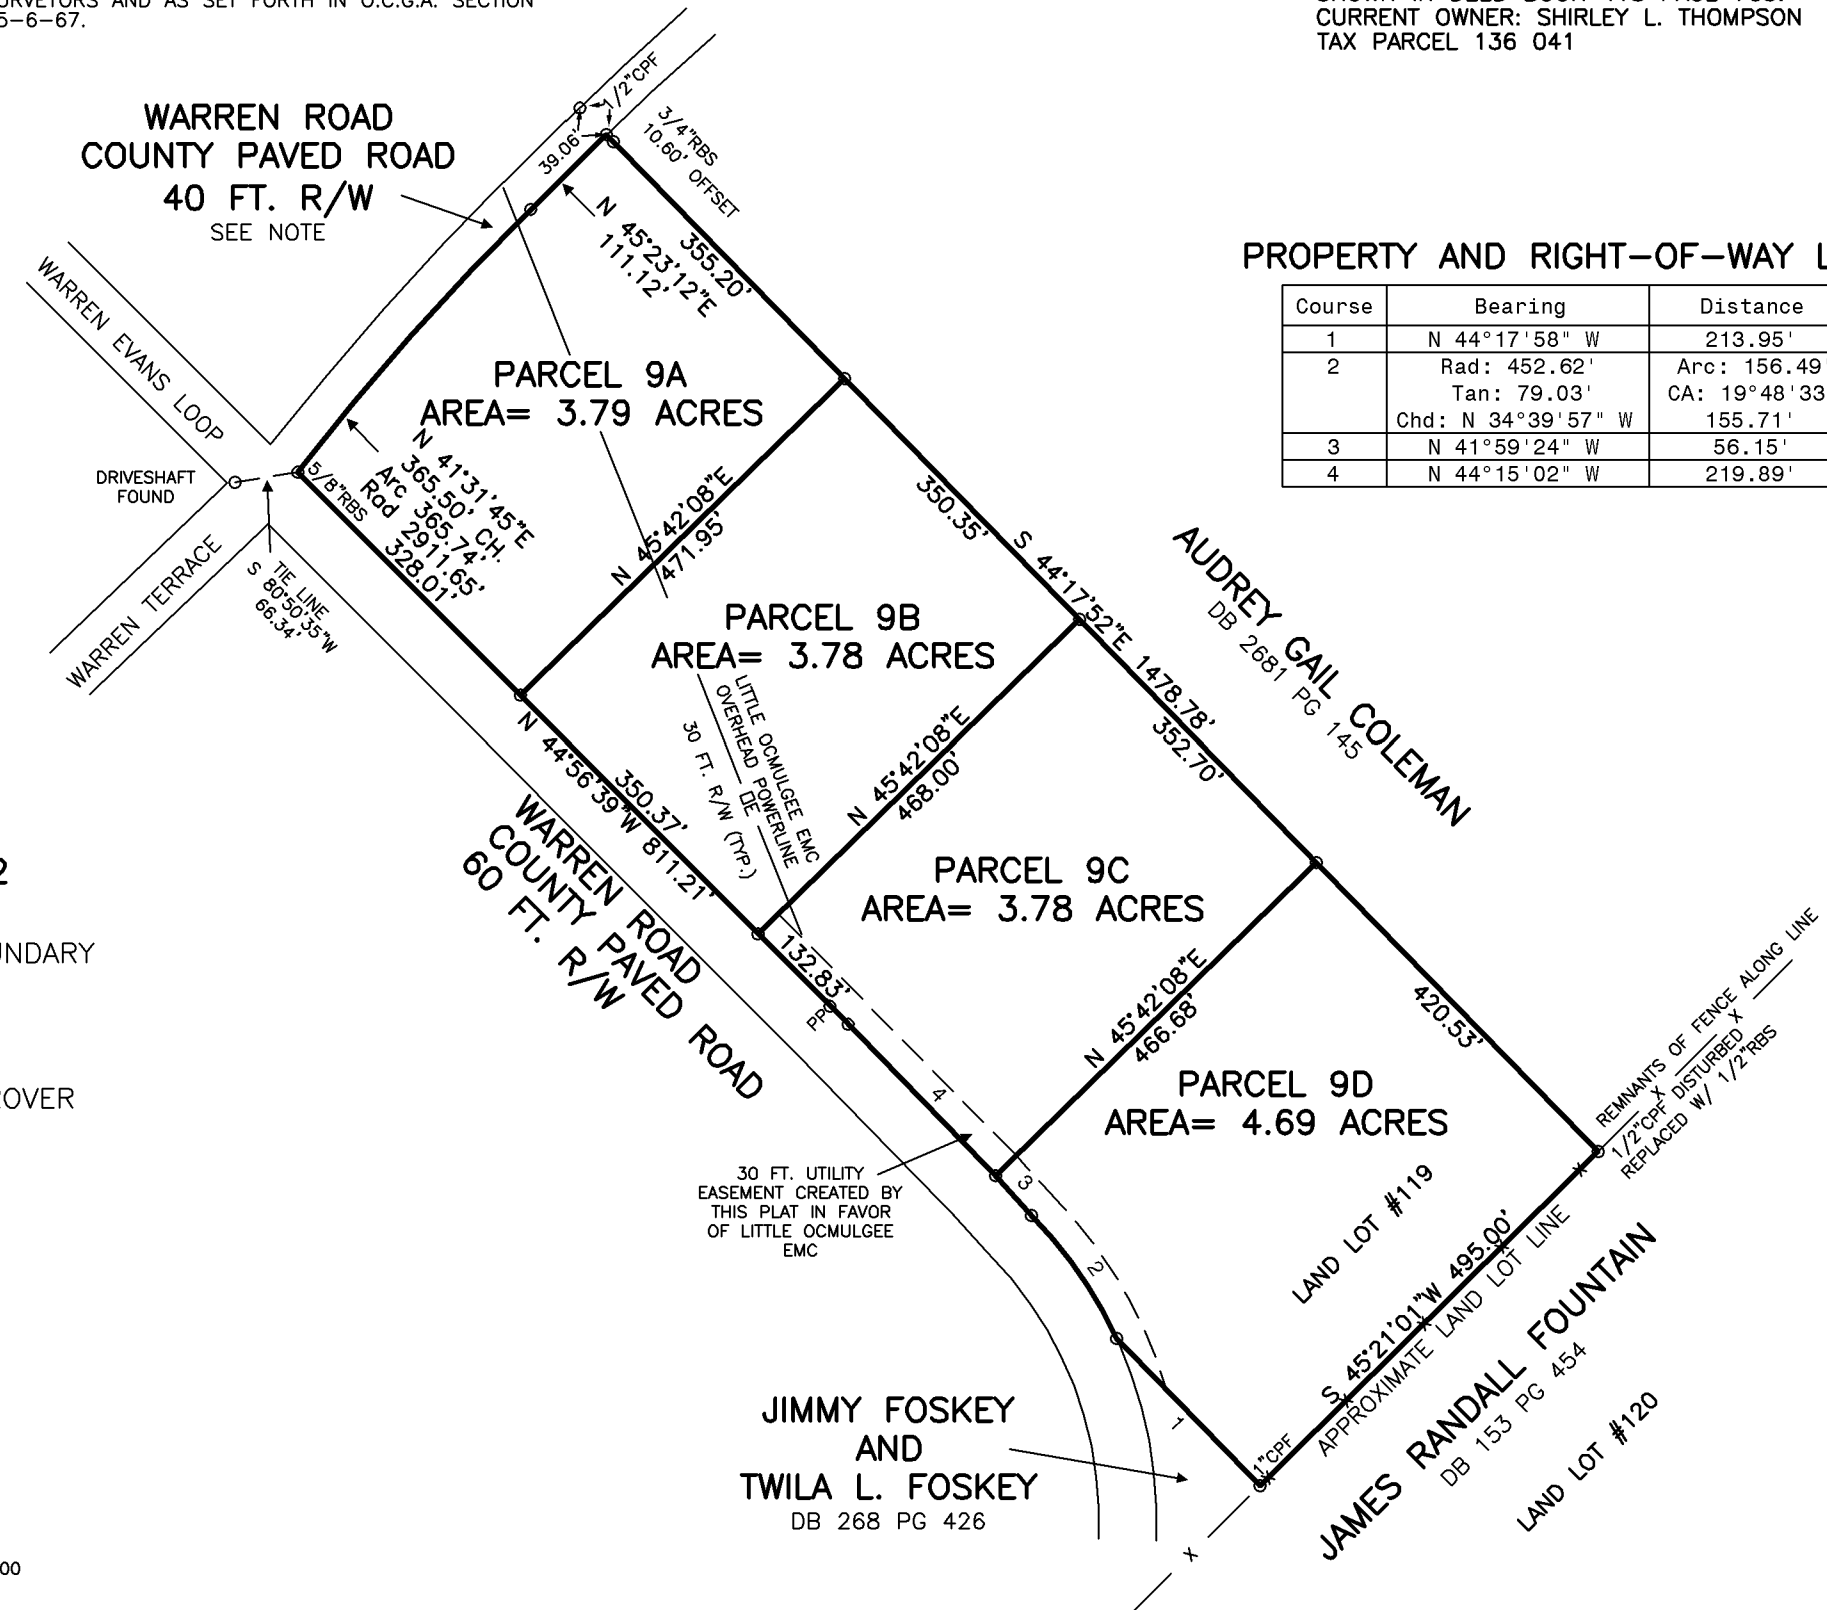 5-6-67.
CURRENT OWNER: SHIRLEY L. THOMPSON
TAX PARCEL 136 041
WARREN ROAD
COUNTY PAVED ROAD
40 FT. R/W
SEE NOTE
1/2"CPF
39.06'
3/4"RBS
10.60' OFFSET
N 45°23'12"E
111.12'
355.20'
WARREN EVANS LOOP
PROPERTY AND RIGHT-OF-WAY L
Course Bearing Distance
1 N 44°17'58" W 213.95'
2 Rad: 452.62' Arc: 156.49'
Tan: 79.03' CA: 19°48'33
Chd: N 34°39'57" W 155.71'
3 N 41°59'24" W 56.15'
4 N 44°15'02" W 219.89'
PARCEL 9A
AREA= 3.79 ACRES
DRIVESHAFT
FOUND
5/8"RBS
N 41°31'45"E
365.50' CH.
Arc 365.74'
Rad 2911.65'
328.01'
N 45°42'08"E
471.95'
350.35'
S 44°17'52"E 1478.78'
WARREN TERRACE
TIE LINE
S 80°50'35"W
66.34'
AUDREY GAIL COLEMAN
DB 2681 PG 145
PARCEL 9B
AREA= 3.78 ACRES
LITTLE OCMULGEE EMC
OVERHEAD POWERLINE
OE
30 FT. R/W (TYP.)
N 45°42'08"E
468.00'
352.70'
350.37'
N 44°56'39"W 811.21'
WARREN ROAD
COUNTY PAVED ROAD
60 FT. R/W
2
UNDARY
OVER
PARCEL 9C
AREA= 3.78 ACRES
132.83'
PP
4
N 45°42'08"E
466.68'
420.53'
REMNANTS OF FENCE ALONG LINE
X X
1/2"CPF DISTURBED
REPLACED W/ 1/2"RBS
PARCEL 9D
AREA= 4.69 ACRES
30 FT. UTILITY
EASEMENT CREATED BY
THIS PLAT IN FAVOR
OF LITTLE OCMULGEE
EMC
3
2
LAND LOT #119
S 45°21'01"W 495.00'
APPROXIMATE LAND LOT LINE
JAMES RANDALL FOUNTAIN
DB 153 PG 454
LAND LOT #120
1
1"CPF
JIMMY FOSKEY
AND
TWILA L. FOSKEY
DB 268 PG 426
X
00